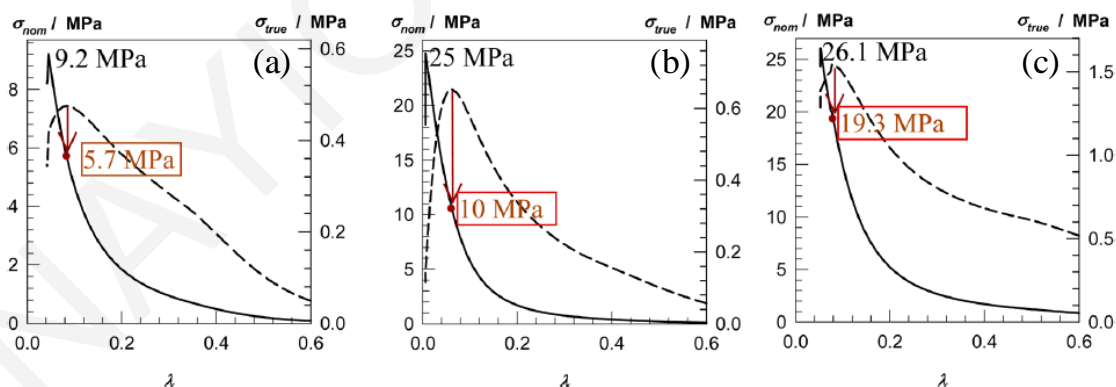 σnom / MPa
σtrue / MPa
9.2 MPa
(a)
5.7 MPa
8
6
4
2
0
0.6
0.4
0.2
0.0
0.0 0.2 0.4 0.6
λ
σnom / MPa
σtrue / MPa
25 MPa
(b)
10 MPa
25
20
15
10
5
0
0.6
0.4
0.2
0.0
0.0 0.2 0.4 0.6
λ
σnom / MPa
σtrue / MPa
26.1 MPa
(c)
19.3 MPa
25
20
15
10
5
0
1.5
1.0
0.5
0.0
0.0 0.2 0.4 0.6
λ